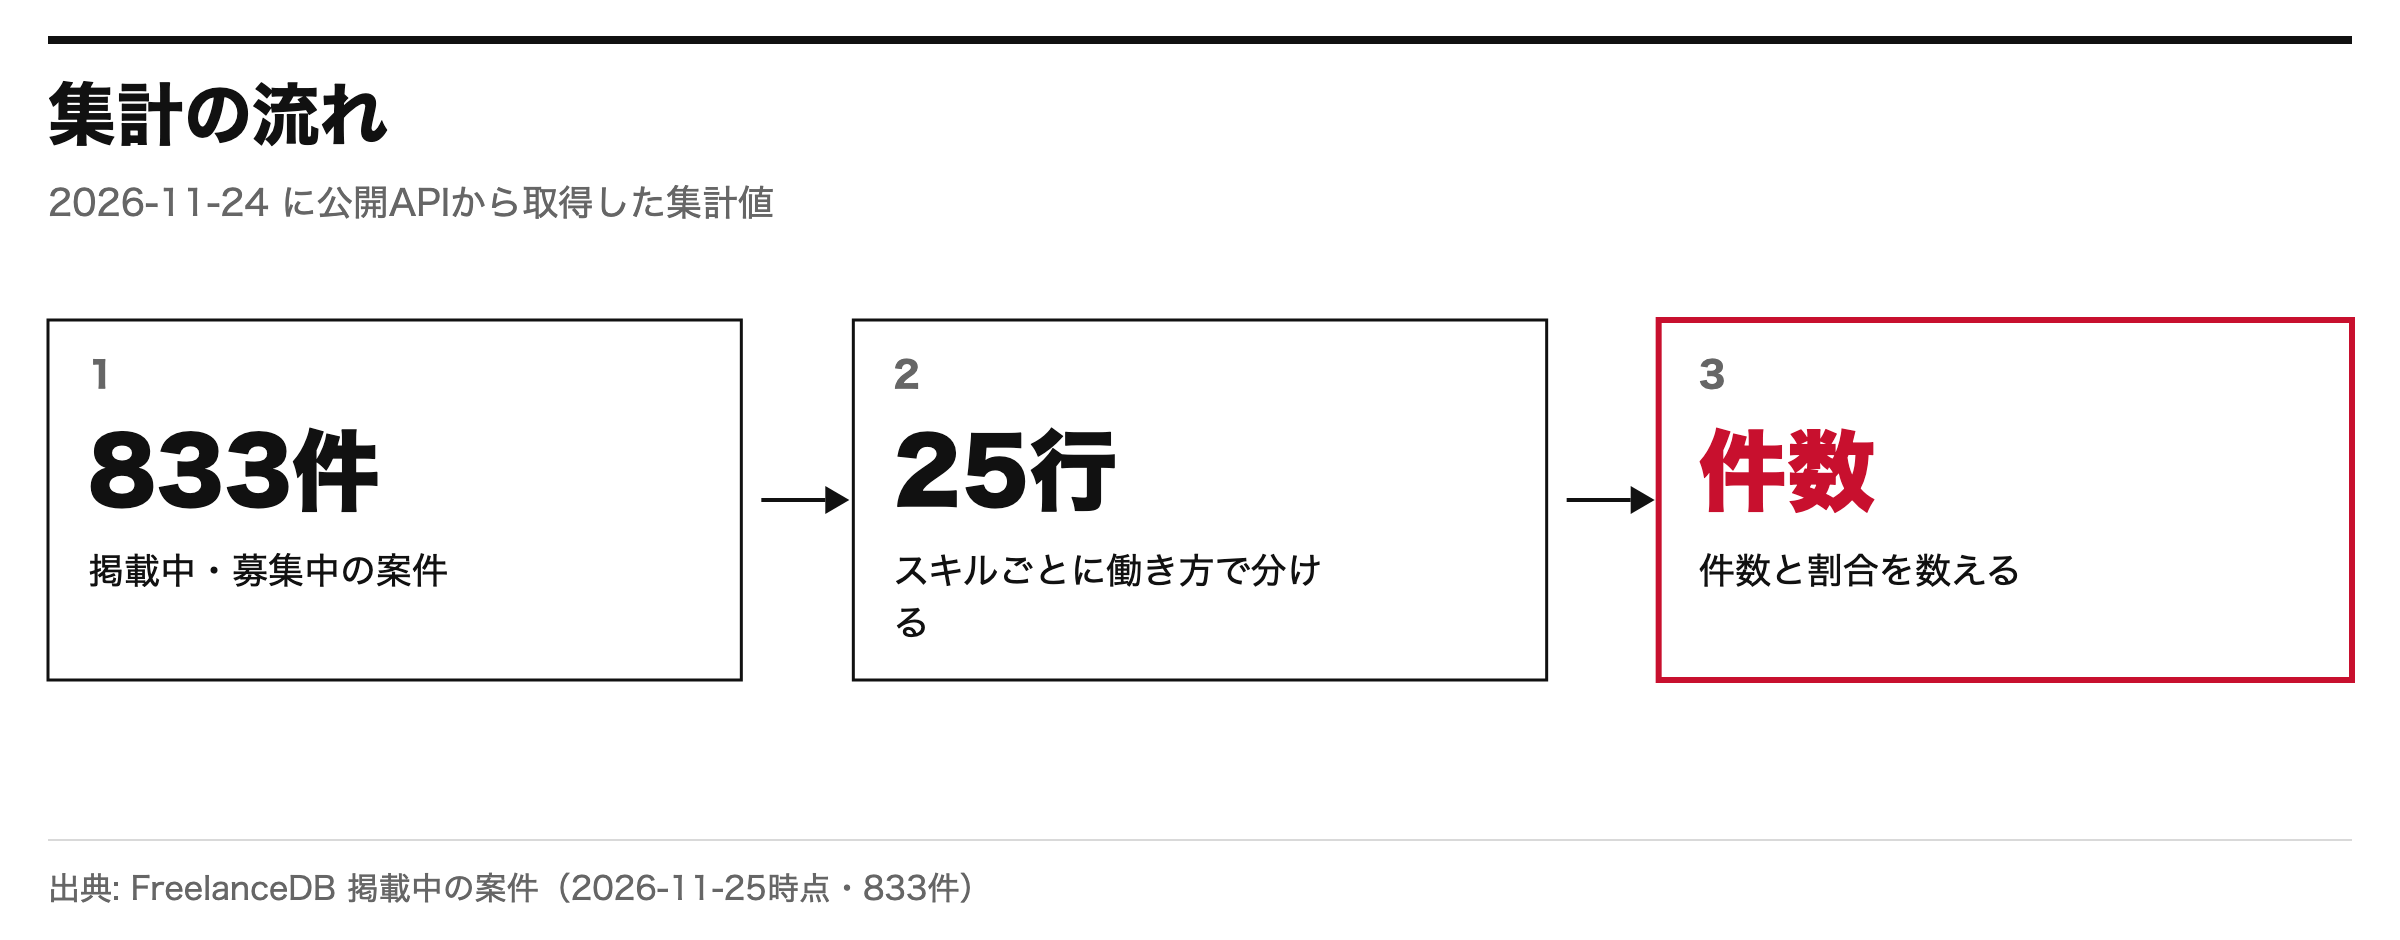 集計の流れ
2026-11-24 に公開APIから取得した集計値
1
833件
掲載中・募集中の案件
2
25行
スキルごとに働き方で分け
る
3
件数
件数と割合を数える
出典: FreelanceDB 掲載中の案件（2026-11-25時点・833件）